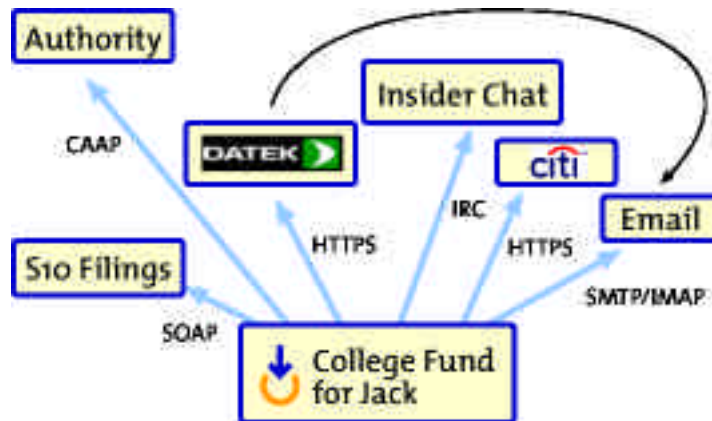 Authority
Insider Chat
CAAP
DATEK
citi
IRC
Email
HTTPS
HTTPS
S10 Filings
SMTP/IMAP
SOAP
College Fund
for Jack